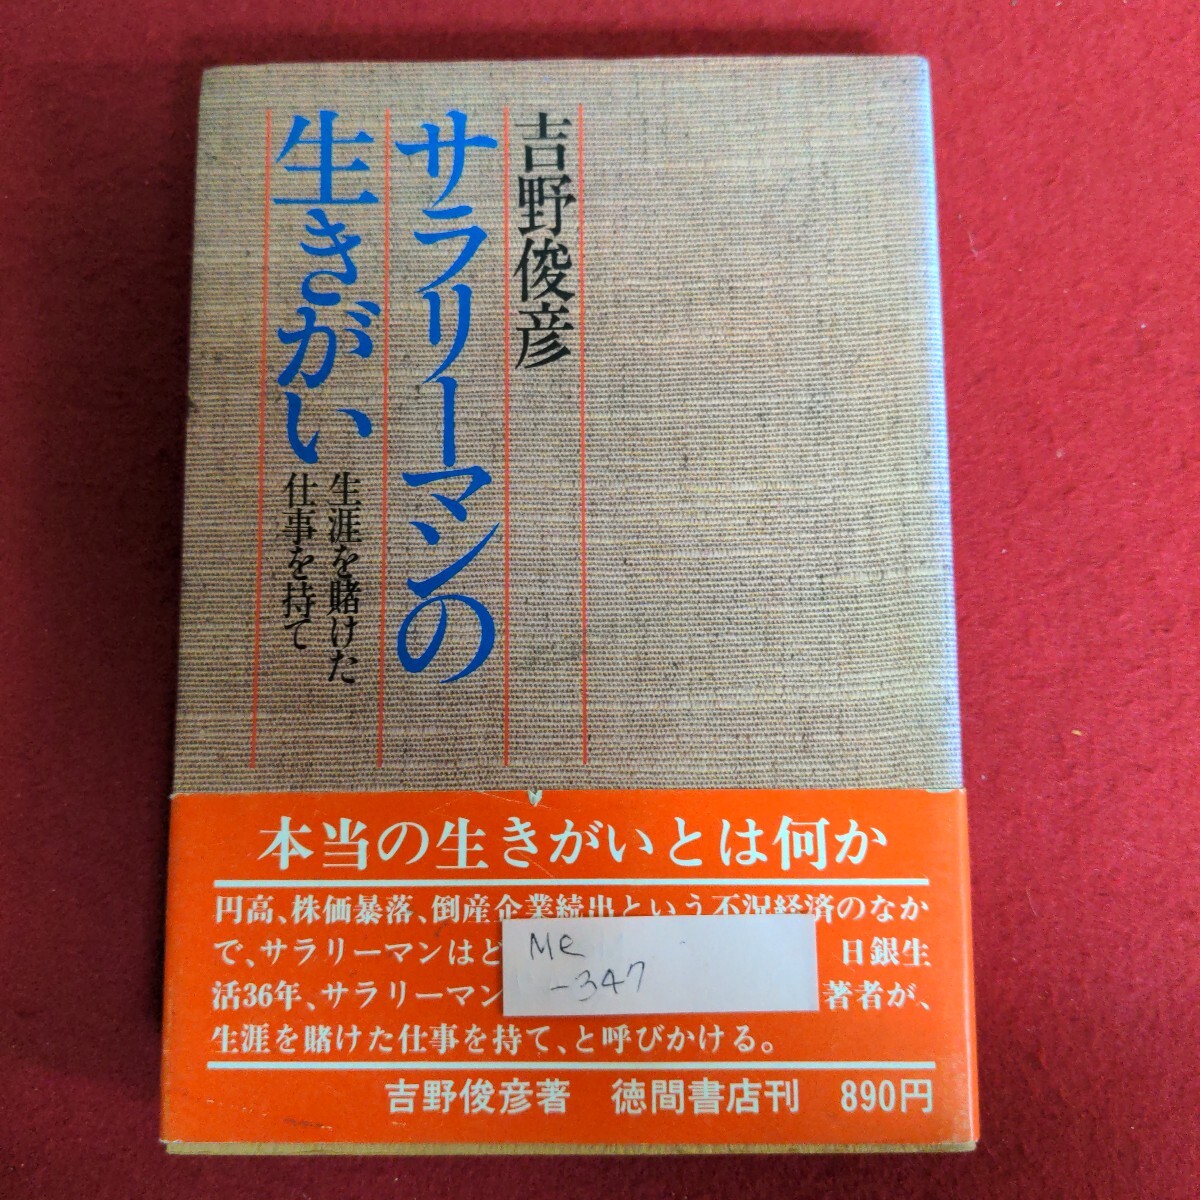 吉野俊彦
サラリーマンの
生きがい
生涯を賭けた
仕事を持て
本当の生きがいとは何か
円高、株価暴落、倒産企業続出という不況経済のなか
で、サラリーマンはど
日銀生
活36年、サラリーマン
著者が、
生涯を賭けた仕事を持て、と呼びかける。
吉野俊彦著 徳間書店刊 890円
Me
-347